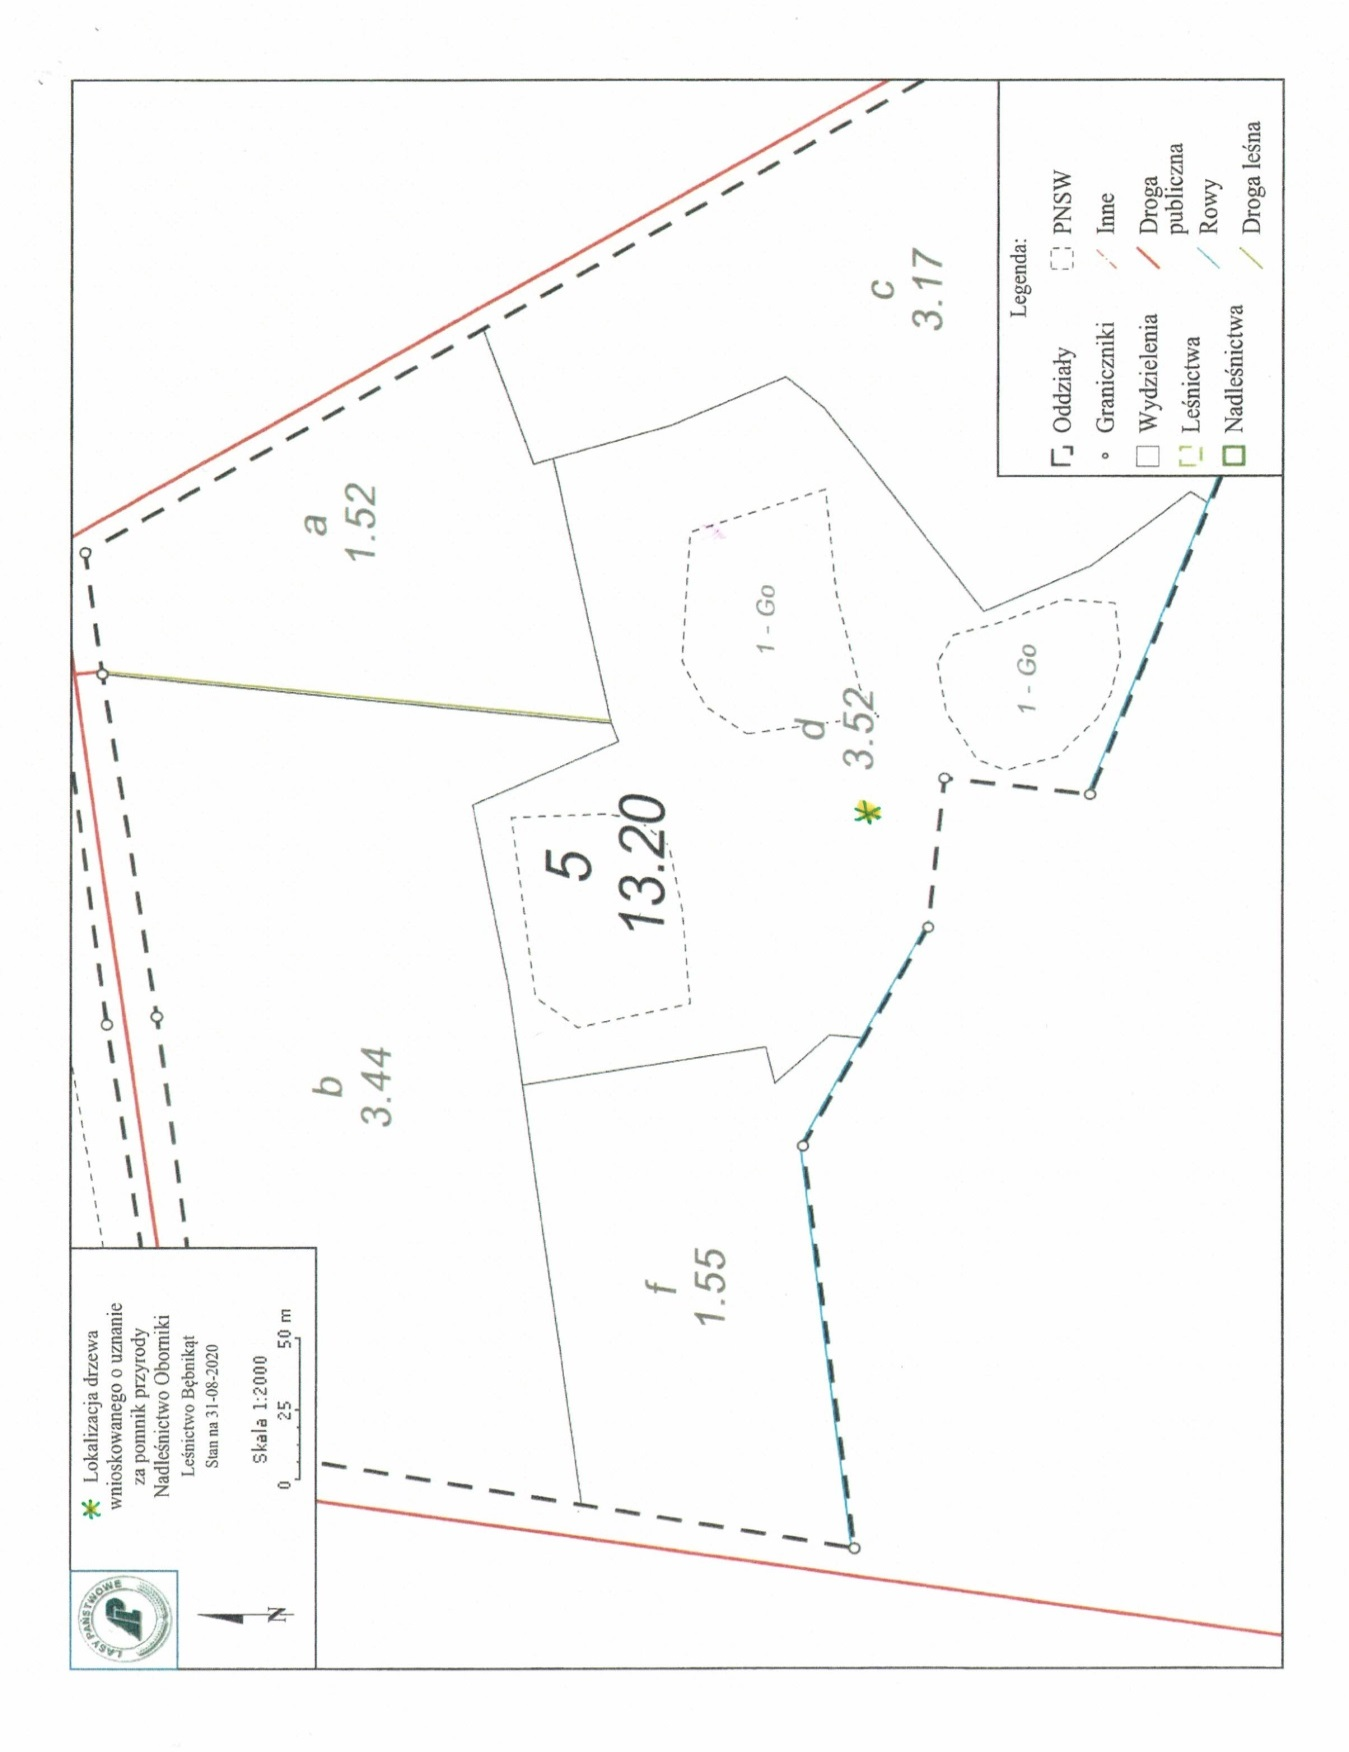 LASY PAŃSTWOWE
LP
N
Lokalizacja drzewa
wnioskowanego o uznanie
za pomnik przyrody
Nadleśnictwo Oborniki
Leśnictwo Bębnikąt
Stan na 31-08-2020
Skala 1:2000
0 25 50 m
b
3.44
a
1.52
5
13.20
f
1.55
d
3.52
1 - Go
1 - Go
c
3.17
Legenda:
Oddziały
Graniczniki
Wydzielenia
Leśnictwa
Nadleśnictwa
PNSW
Inne
Droga
publiczna
Rowy
Droga leśna